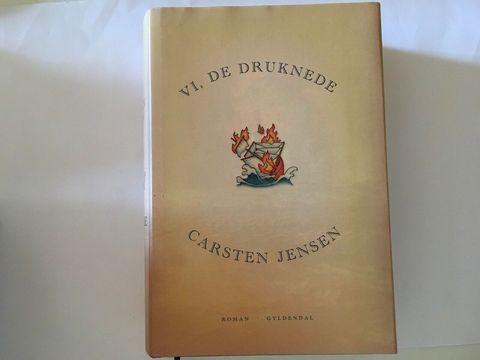 VI, DE DRUKNEDE
CARSTEN JENSEN
ROMAN GYLDENDAL